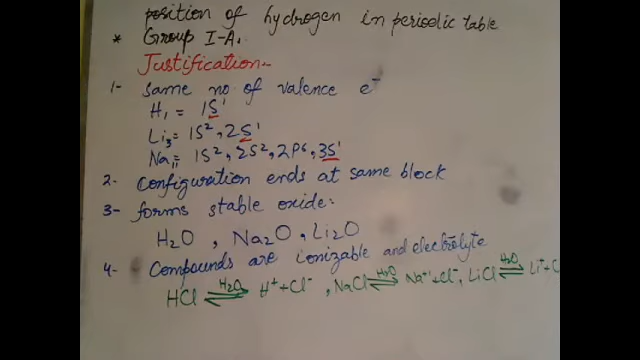 position of hydrogen in periodic table
* Group I-A.
Justification:-
1- Same no of valence e⁻
H₁ = 1S¹
Li₃ = 1S², 2S¹
Na₁₁ = 1S², 2S², 2P⁶, 3S¹
2- Configuration ends at same block
3- forms stable oxide:
H₂O , Na₂O , Li₂O
4- Compounds are ionizable and electrolyte
HCl ⇌ H₂O H⁺ + Cl⁻ , NaCl ⇌ H₂O Na⁺ + Cl⁻, LiCl ⇌ H₂O Li⁺ + C